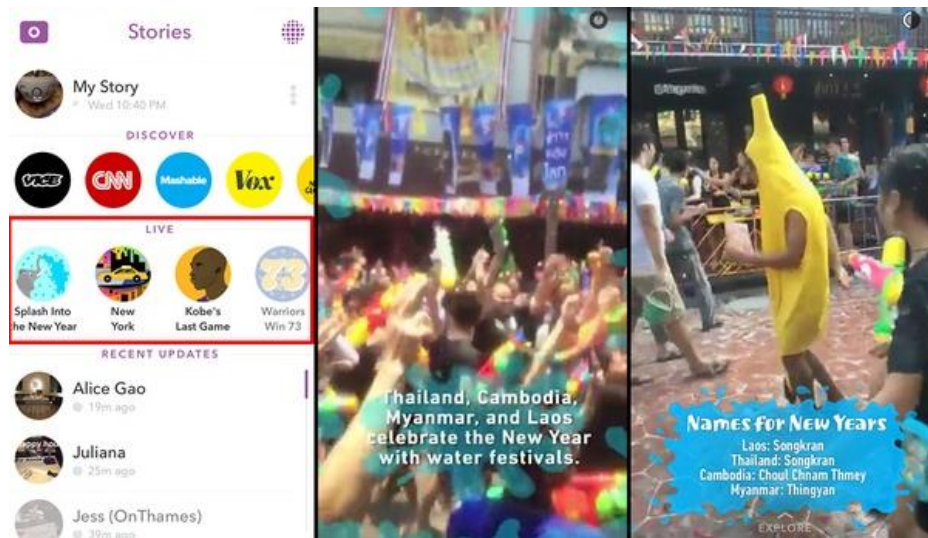 Stories
My Story
Wed 10:40 PM
DISCOVER
VICE
CNN
Mashable
Vox
LIVE
Splash Into
he New Year
New
York
Kobe's
Last Game
73
Warriors
Win 73
RECENT UPDATES
Alice Gao
19m ago
Juliana
25m ago
Jess (OnThames)
39m ago
Thailand, Cambodia,
Myanmar, and Laos
celebrate the New Year
with water festivals.
Names for New Years
Laos: Songkran
Thailand: Songkran
Cambodia: Choul Chnam Thmey
Myanmar: Thingyan
EXPLORE